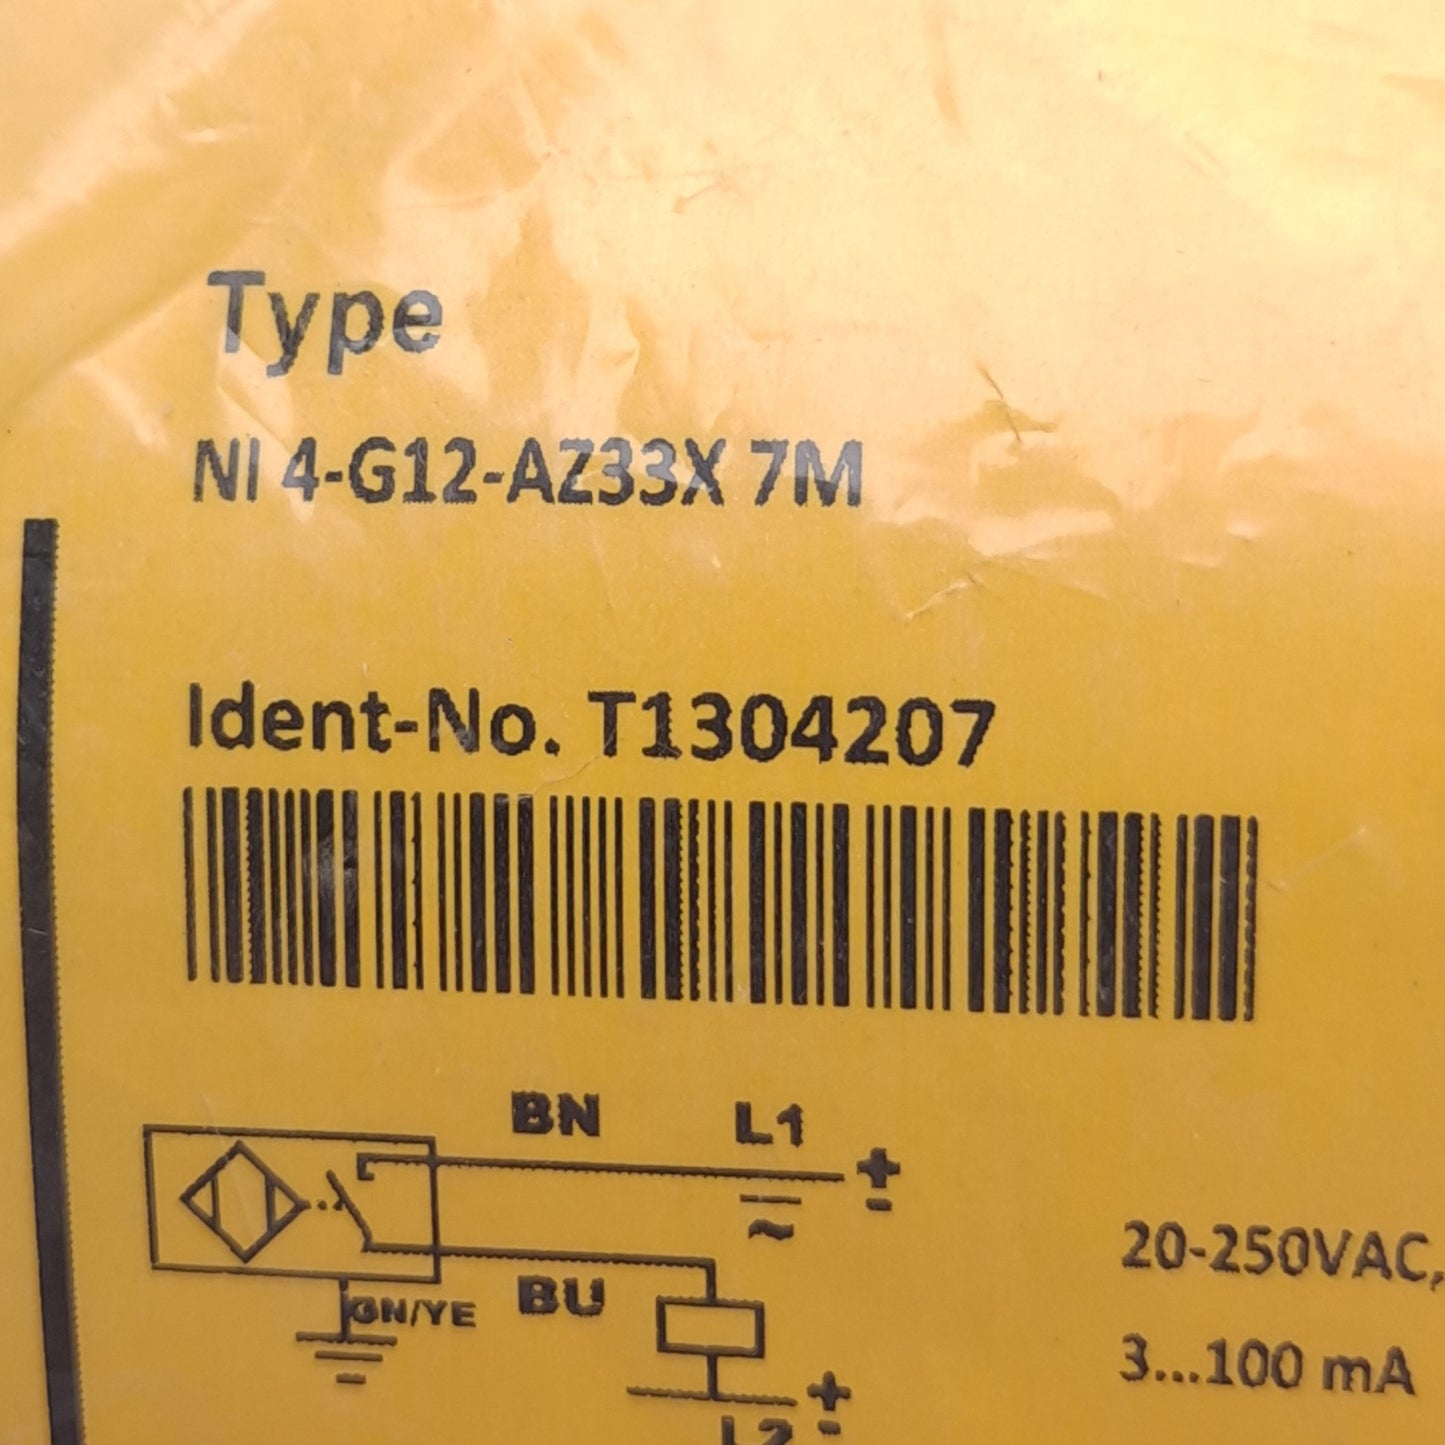 Type
NI 4-G12-AZ33X 7M
Ident-No. T1304207
BN L1
+
-
~
20-250VAC,
BU
GN/YE
3...100 mA
+
-
L2